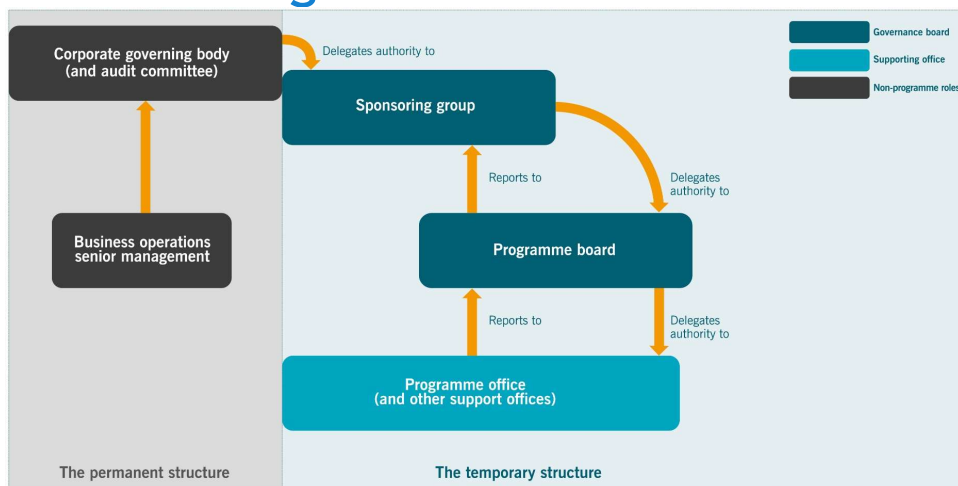 Corporate governing body
(and audit committee)
Delegates authority to
Governance board
Supporting office
Non-programme roles
Sponsoring group
Reports to
Delegates
authority to
Business operations
senior management
Programme board
Reports to
Delegates
authority to
Programme office
(and other support offices)
The permanent structure
The temporary structure